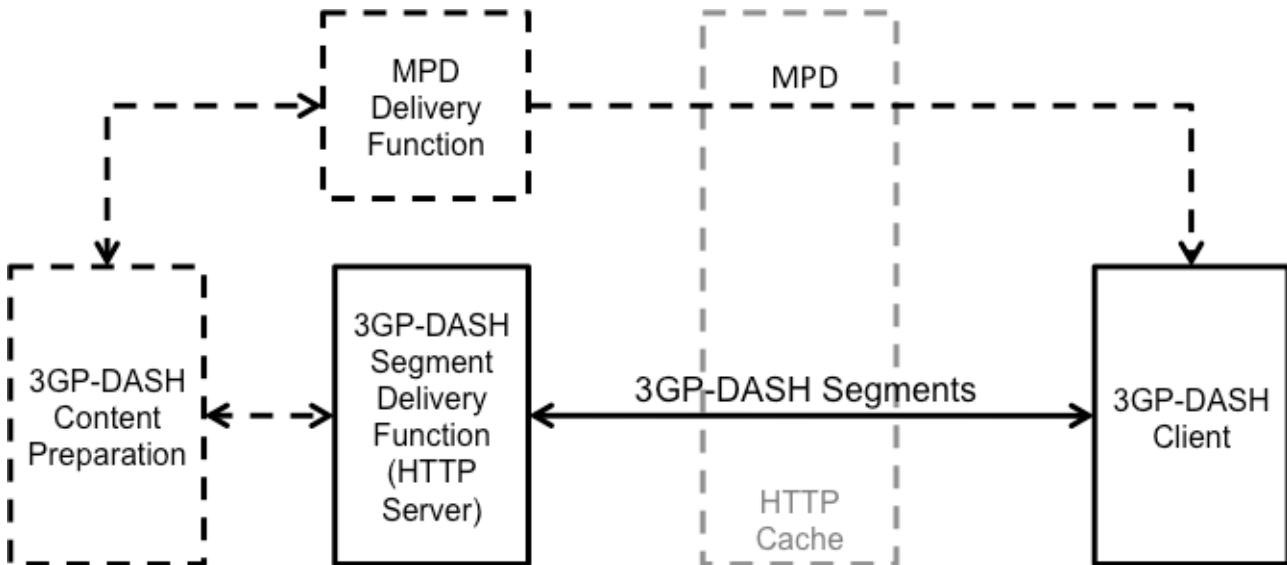 MPD
Delivery
Function
MPD
3GP-DASH
Content
Preparation
3GP-DASH
Segment
Delivery
Function
(HTTP
Server)
3GP-DASH Segments
HTTP
Cache
3GP-DASH
Client